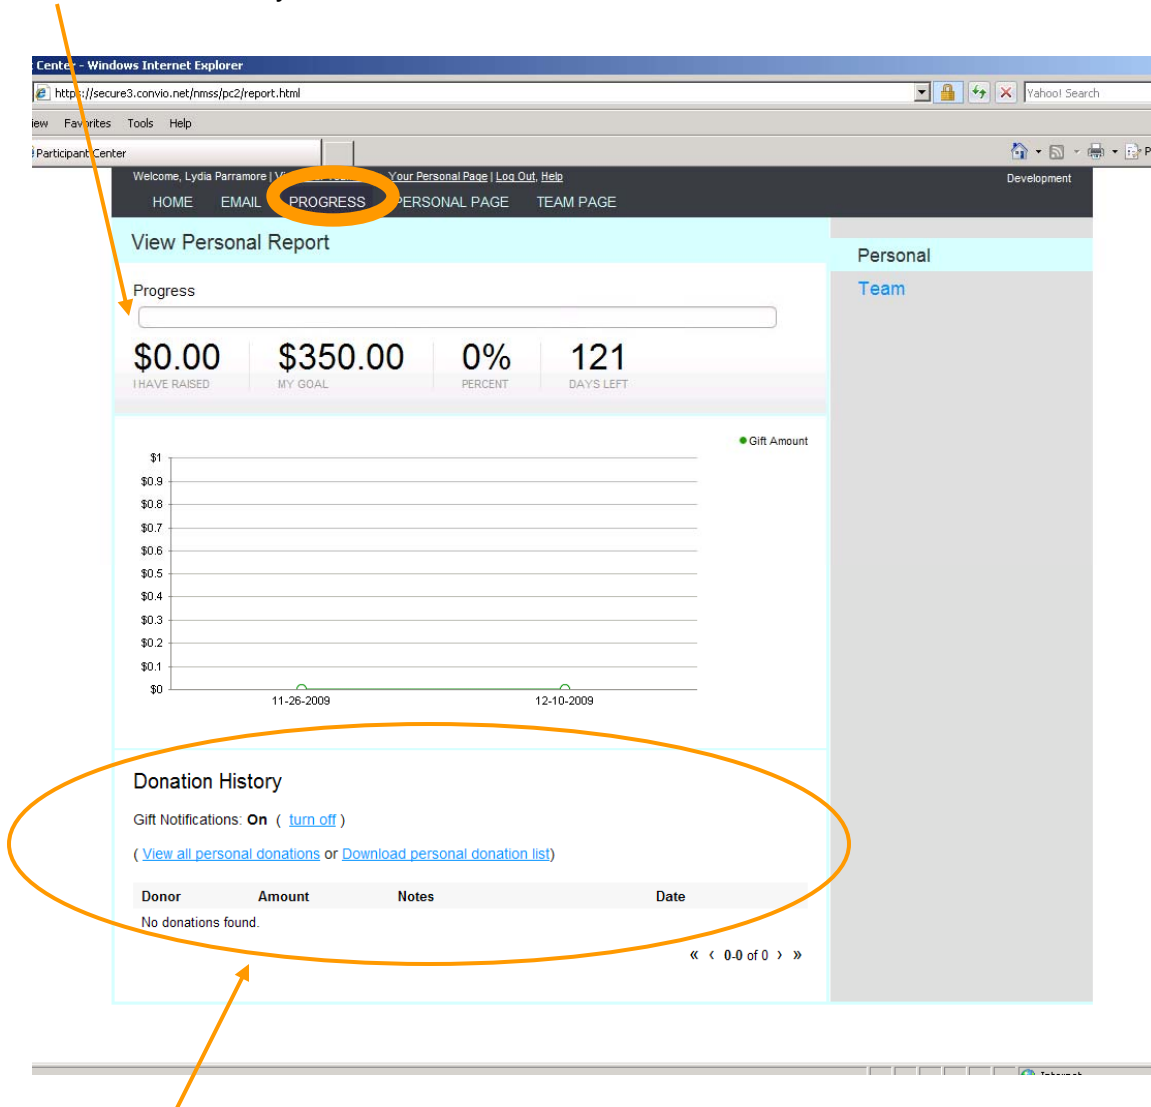 Center - Windows Internet Explorer
https://secure3.convio.net/nmss/pc2/report.html
Yahoo! Search
iew Favorites Tools Help
Participant Center
P
Welcome, Lydia Parramore | Your Personal Page | Log Out, Help
Development
HOME EMAIL PROGRESS PERSONAL PAGE TEAM PAGE
View Personal Report
Personal
Team
Progress
$0.00 $350.00 0% 121
I HAVE RAISED MY GOAL PERCENT DAYS LEFT
Gift Amount
$1
$0.9
$0.8
$0.7
$0.6
$0.5
$0.4
$0.3
$0.2
$0.1
$0
11-26-2009 12-10-2009
Donation History
Gift Notifications: On ( turn off )
( View all personal donations or Download personal donation list)
Donor Amount Notes Date
No donations found.
« ‹ 0-0 of 0 › »